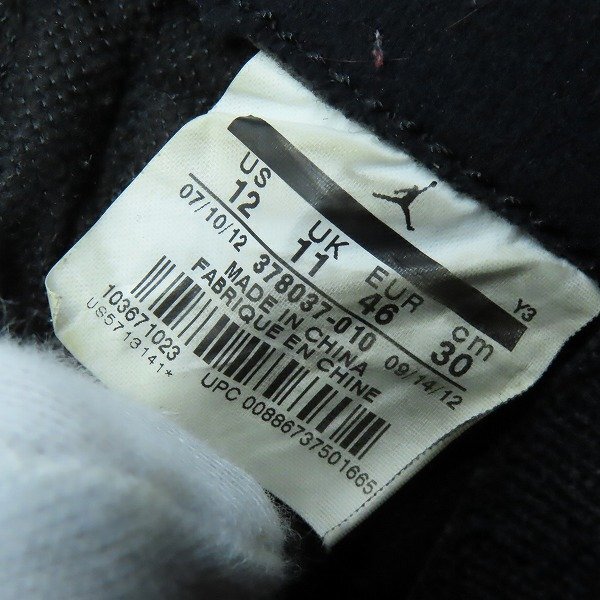 Y3
US UK EUR cm
12 11 46 30
07/10/12 378037-010 09/14/12
MADE IN CHINA
FABRIQUE EN CHINE
103671023
US5713141*
UPC 00886737501665